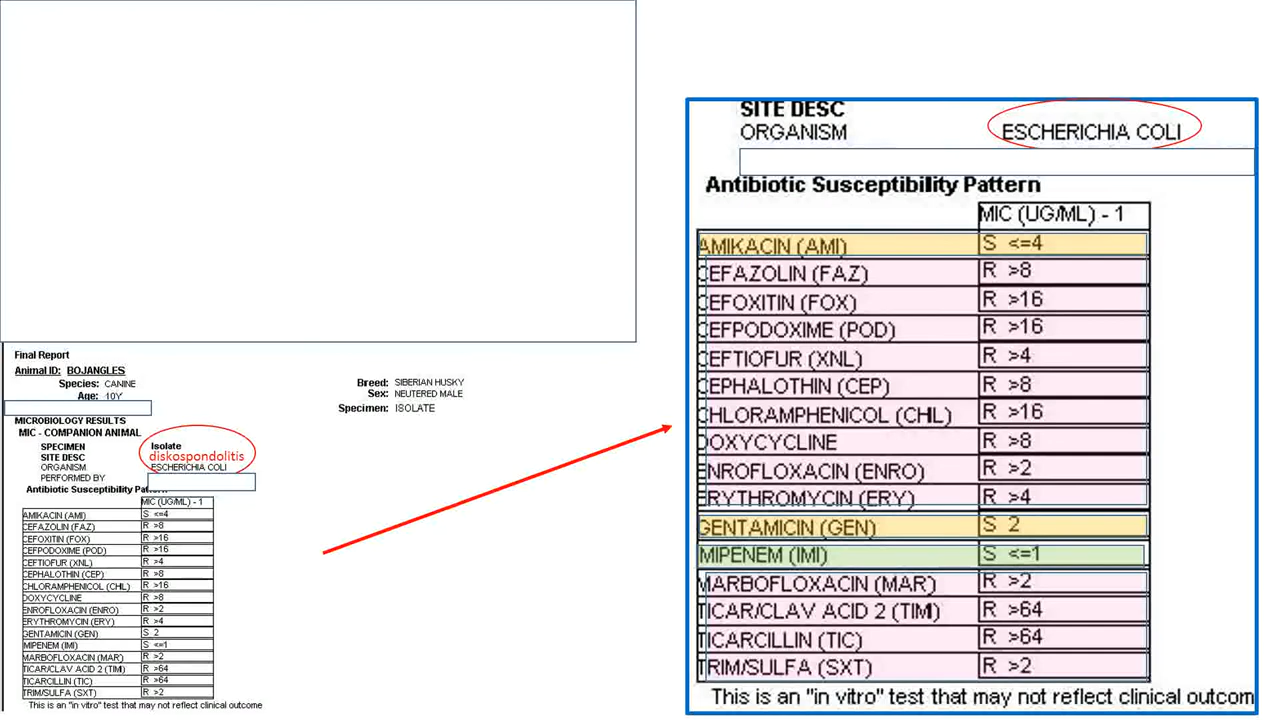 Final Report
Animal ID: BOJANGLES
Species: CANINE
Age: 10Y
Breed: SIBERIAN HUSKY
Sex: NEUTERED MALE
Specimen: ISOLATE
MICROBIOLOGY RESULTS
MIC - COMPANION ANIMAL
SPECIMEN Isolate
SITE DESC diskospondolitis
ORGANISM ESCHERICHIA COLI
PERFORMED BY
Antibiotic Susceptibility Pattern
MIC (UG/ML) - 1
AMIKACIN (AMI) S <=4
CEFAZOLIN (FAZ) R >8
CEFOXITIN (FOX) R >16
CEFPODOXIME (POD) R >16
CEFTIOFUR (XNL) R >4
CEPHALOTHIN (CEP) R >8
CHLORAMPHENICOL (CHL) R >16
DOXYCYCLINE R >8
ENROFLOXACIN (ENRO) R >2
ERYTHROMYCIN (ERY) R >4
GENTAMICIN (GEN) S 2
IMIPENEM (IMI) S <=1
MARBOFLOXACIN (MAR) R >2
TICAR/CLAV ACID 2 (TIM) R >64
TICARCILLIN (TIC) R >64
TRIM/SULFA (SXT) R >2
This is an "in vitro" test that may not reflect clinical outcome
SITE DESC
ORGANISM ESCHERICHIA COLI
Antibiotic Susceptibility Pattern
MIC (UG/ML) - 1
AMIKACIN (AMI) S <=4
CEFAZOLIN (FAZ) R >8
CEFOXITIN (FOX) R >16
CEFPODOXIME (POD) R >16
CEFTIOFUR (XNL) R >4
CEPHALOTHIN (CEP) R >8
CHLORAMPHENICOL (CHL) R >16
DOXYCYCLINE R >8
ENROFLOXACIN (ENRO) R >2
ERYTHROMYCIN (ERY) R >4
GENTAMICIN (GEN) S 2
IMIPENEM (IMI) S <=1
MARBOFLOXACIN (MAR) R >2
TICAR/CLAV ACID 2 (TIM) R >64
TICARCILLIN (TIC) R >64
TRIM/SULFA (SXT) R >2
This is an "in vitro" test that may not reflect clinical outcom